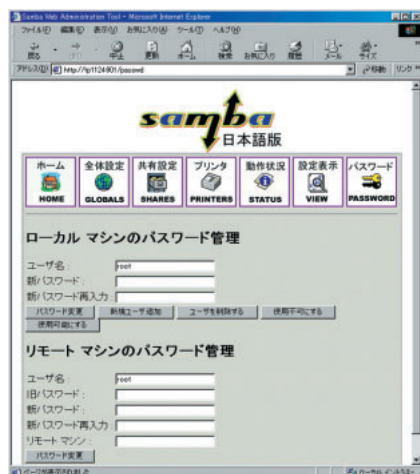 Samba Web Administration Tool - Microsoft Internet Explorer
ファイル(F) 編集(E) 表示(V) お気に入り(A) ツール(T) ヘルプ(H)
戻る 中止 更新 ホーム 検索 お気に入り 履歴 メール サイズ
アドレス(D) 移動 リンク
samba
日本語版
ホーム 全体設定 共有設定 プリンタ 動作状況 設定表示 パスワード
HOME GLOBALS SHARES PRINTERS STATUS VIEW PASSWORD
ローカル マシンのパスワード管理
ユーザ名 : root
新パスワード :
新パスワード再入力 :
パスワード変更 新規ユーザ追加 ユーザを削除する 使用不可にする
使用可能にする
リモート マシンのパスワード管理
ユーザ名 : root
旧パスワード :
新パスワード :
新パスワード再入力 :
リモート マシン :
パスワード変更
ページが表示されました